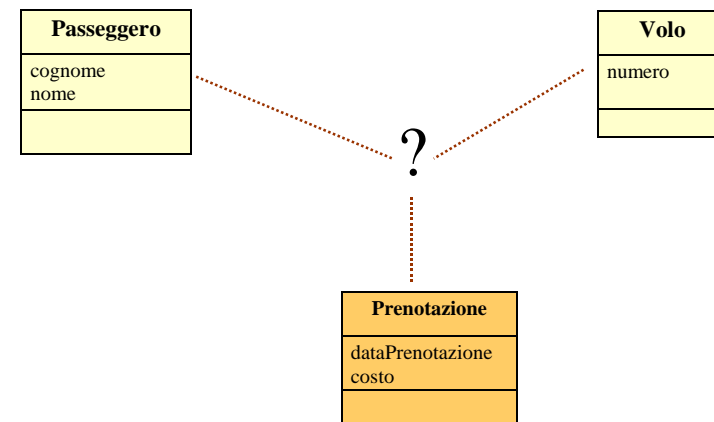 Passeggero
cognome
nome
Volo
numero
?
Prenotazione
dataPrenotazione
costo